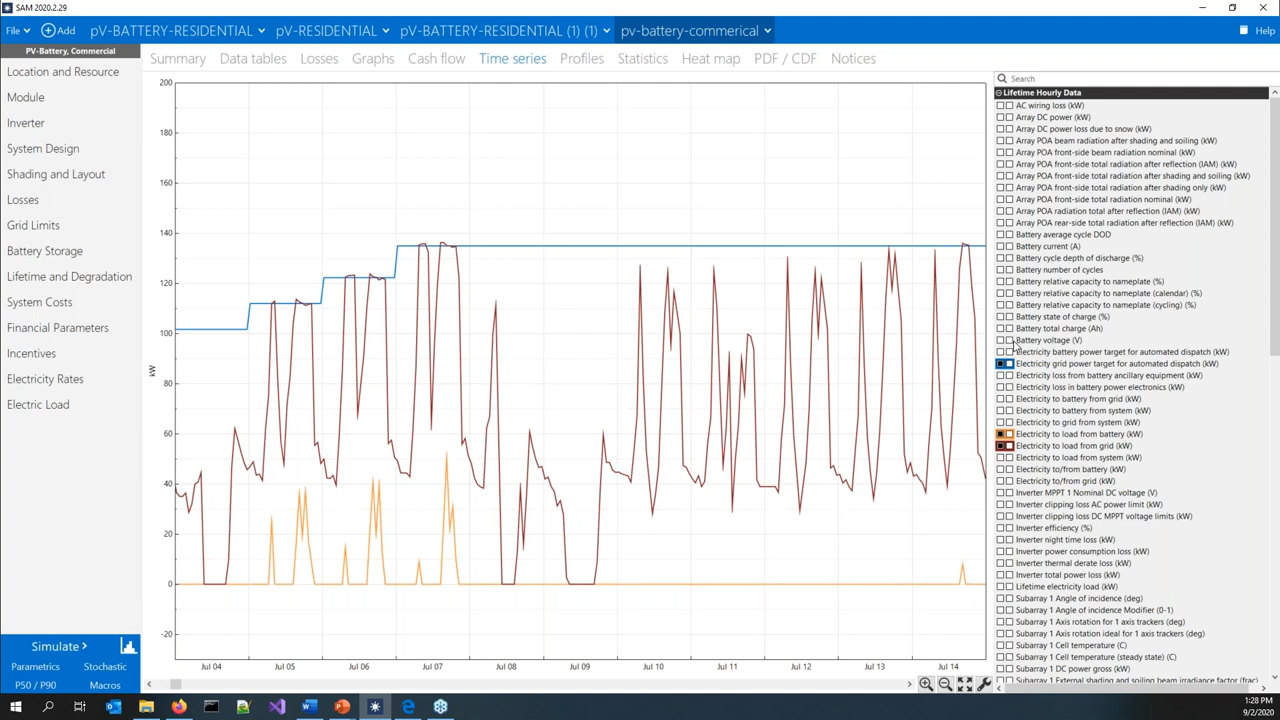 SAM 2020.2.29
File
Add
pV-BATTERY-RESIDENTIAL
pV-RESIDENTIAL
pV-BATTERY-RESIDENTIAL (1) (1)
pv-battery-commerical
Help
PV-Battery, Commercial
Location and Resource
Module
Inverter
System Design
Shading and Layout
Losses
Grid Limits
Battery Storage
Lifetime and Degradation
System Costs
Financial Parameters
Incentives
Electricity Rates
Electric Load
Simulate >
Parametrics
Stochastic
P50 / P90
Macros
Summary
Data tables
Losses
Graphs
Cash flow
Time series
Profiles
Statistics
Heat map
PDF / CDF
Notices
200
180
160
140
120
100
80
60
40
20
0
-20
kW
Jul 04
Jul 05
Jul 06
Jul 07
Jul 08
Jul 09
Jul 10
Jul 11
Jul 12
Jul 13
Jul 14
Search
Lifetime Hourly Data
AC wiring loss (kW)
Array DC power (kW)
Array DC power loss due to snow (kW)
Array POA beam radiation after shading and soiling (kW)
Array POA front-side beam radiation nominal (kW)
Array POA front-side total radiation after reflection (IAM) (kW)
Array POA front-side total radiation after shading and soiling (kW)
Array POA front-side total radiation after shading only (kW)
Array POA front-side total radiation nominal (kW)
Array POA radiation total after reflection (IAM) (kW)
Array POA rear-side total radiation after reflection (IAM) (kW)
Battery average cycle DOD
Battery current (A)
Battery cycle depth of discharge (%)
Battery number of cycles
Battery relative capacity to nameplate (%)
Battery relative capacity to nameplate (calendar) (%)
Battery relative capacity to nameplate (cycling) (%)
Battery state of charge (%)
Battery total charge (Ah)
Battery voltage (V)
Electricity battery power target for automated dispatch (kW)
Electricity grid power target for automated dispatch (kW)
Electricity loss from battery ancillary equipment (kW)
Electricity loss in battery power electronics (kW)
Electricity to battery from grid (kW)
Electricity to battery from system (kW)
Electricity to grid from system (kW)
Electricity to load from battery (kW)
Electricity to load from grid (kW)
Electricity to load from system (kW)
Electricity to/from battery (kW)
Electricity to/from grid (kW)
Inverter MPPT 1 Nominal DC voltage (V)
Inverter clipping loss AC power limit (kW)
Inverter clipping loss DC MPPT voltage limits (kW)
Inverter efficiency (%)
Inverter night time loss (kW)
Inverter power consumption loss (kW)
Inverter thermal derate loss (kW)
Inverter total power loss (kW)
Lifetime electricity load (kW)
Subarray 1 Angle of incidence (deg)
Subarray 1 Angle of incidence Modifier (0-1)
Subarray 1 Axis rotation for 1 axis trackers (deg)
Subarray 1 Axis rotation ideal for 1 axis trackers (deg)
Subarray 1 Cell temperature (C)
Subarray 1 Cell temperature (steady state) (C)
Subarray 1 DC power gross (kW)
Subarray 1 External shading and soiling beam irradiance factor (frac)
1:28 PM
9/2/2020